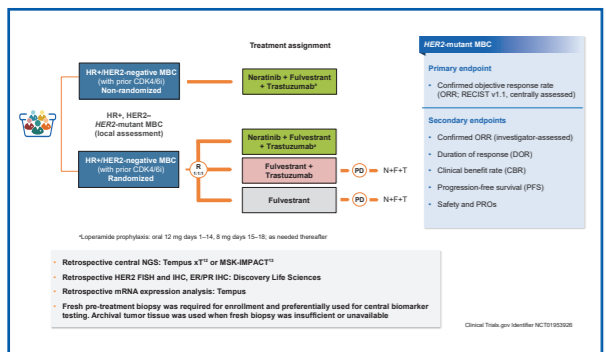 Treatment assignment
HR+/HER2-negative MBC
(with prior CDK4/6i)
Non-randomized
Neratinib + Fulvestrant
+ Trastuzumabᵃ
HR+, HER2–
HER2-mutant MBC
(local assessment)
HR+/HER2-negative MBC
(with prior CDK4/6i)
Randomized
R
1:1:1
Neratinib + Fulvestrant
+ Trastuzumabᵃ
Fulvestrant +
Trastuzumab
PD
N+F+T
Fulvestrant
PD
N+F+T
ᵃLoperamide prophylaxis: oral 12 mg days 1–14, 8 mg days 15–18; as needed thereafter
HER2-mutant MBC
Primary endpoint
• Confirmed objective response rate
(ORR; RECIST v1.1, centrally assessed)
Secondary endpoints
• Confirmed ORR (investigator-assessed)
• Duration of response (DOR)
• Clinical benefit rate (CBR)
• Progression-free survival (PFS)
• Safety and PROs
• Retrospective central NGS: Tempus xT¹² or MSK-IMPACT¹³
• Retrospective HER2 FISH and IHC, ER/PR IHC: Discovery Life Sciences
• Retrospective mRNA expression analysis: Tempus
• Fresh pre-treatment biopsy was required for enrollment and preferentially used for central biomarker
testing. Archival tumor tissue was used when fresh biopsy was insufficient or unavailable
Clinical Trials.gov Identifier NCT01953926